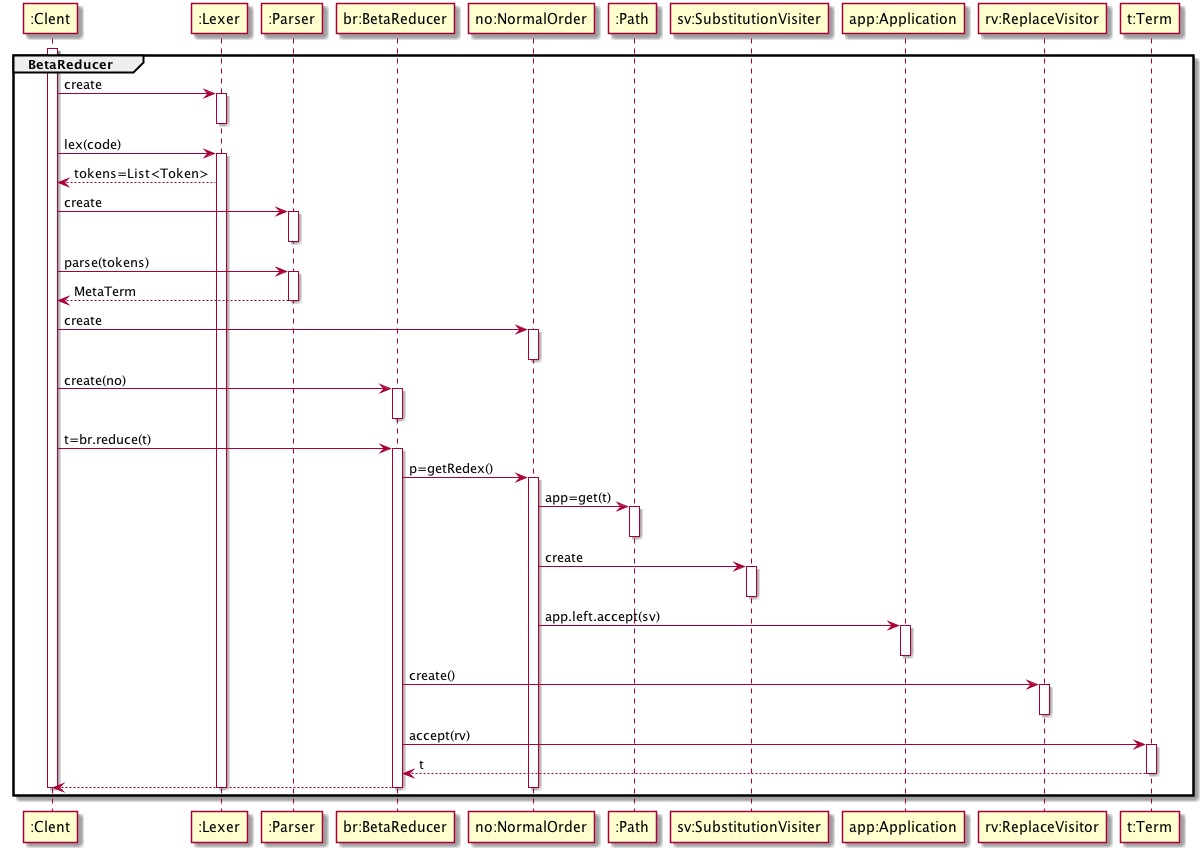 :Clent :Lexer :Parser br:BetaReducer no:NormalOrder :Path sv:SubstitutionVisiter app:Application rv:ReplaceVisitor t:Term
BetaReducer
create
lex(code)
tokens=List<Token>
create
parse(tokens)
MetaTerm
create
create(no)
t=br.reduce(t)
p=getRedex()
app=get(t)
create
app.left.accept(sv)
create()
accept(rv)
t
:Clent :Lexer :Parser br:BetaReducer no:NormalOrder :Path sv:SubstitutionVisiter app:Application rv:ReplaceVisitor t:Term